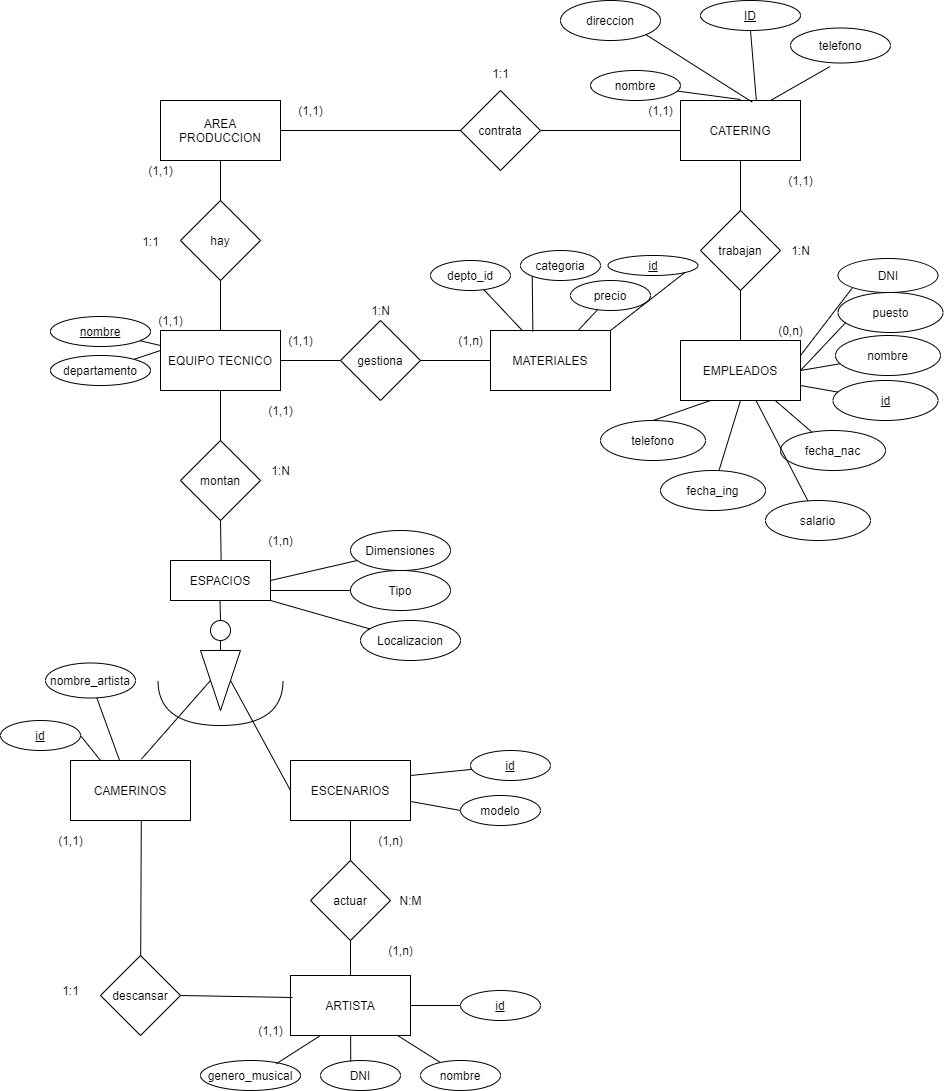 direccion
ID
telefono
nombre
1:1
AREA
PRODUCCION
(1,1)
contrata
(1,1)
CATERING
(1,1)
(1,1)
hay
1:1
trabajan
1:N
depto_id
categoria
id
precio
DNI
puesto
nombre
id
1:N
nombre
departamento
(1,1)
EQUIPO TECNICO
(1,1)
gestiona
(1,n)
MATERIALES
(0,n)
EMPLEADOS
(1,1)
telefono
fecha_nac
fecha_ing
salario
montan
1:N
(1,n)
ESPACIOS
Dimensiones
Tipo
Localizacion
nombre_artista
id
CAMERINOS
ESCENARIOS
id
modelo
(1,1)
(1,n)
actuar
N:M
(1,n)
1:1
descansar
ARTISTA
id
(1,1)
genero_musical
DNI
nombre